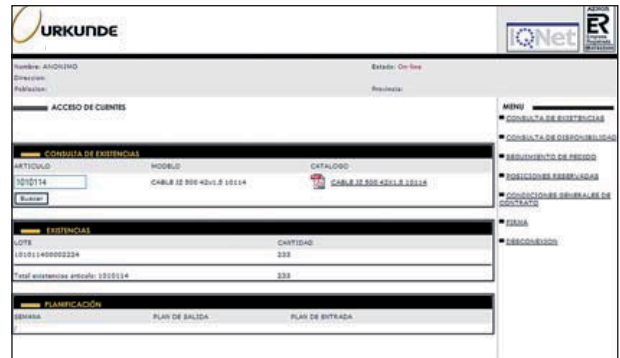 URKUNDE
IQNet
AENOR
ER
Empresa
Registrada
Nombre: ANONIMO
Estado: On-line
Direccion:
Poblacion:
Provincia:
ACCESO DE CLIENTES
MENU
CONSULTA DE EXISTENCIAS
CONSULTA DE DISPONIBILIDAD
SEGUIMIENTO DE PEDIDO
POSICIONES RESERVADAS
CONDICIONES GENERALES DE
CONTRATO
FIRMA
DESCONEXION
CONSULTA DE EXISTENCIAS
ARTICULO MODELO CATALOGO
1010114 CABLE JZ 500 42x1,5 10114 CABLE JZ 500 42X1,5 10114
Buscar
EXISTENCIAS
LOTE CANTIDAD
101011400002224 233
Total existencias articulo: 1010114 233
PLANIFICACIÓN
SEMANA PLAN DE SALIDA PLAN DE ENTRADA
/